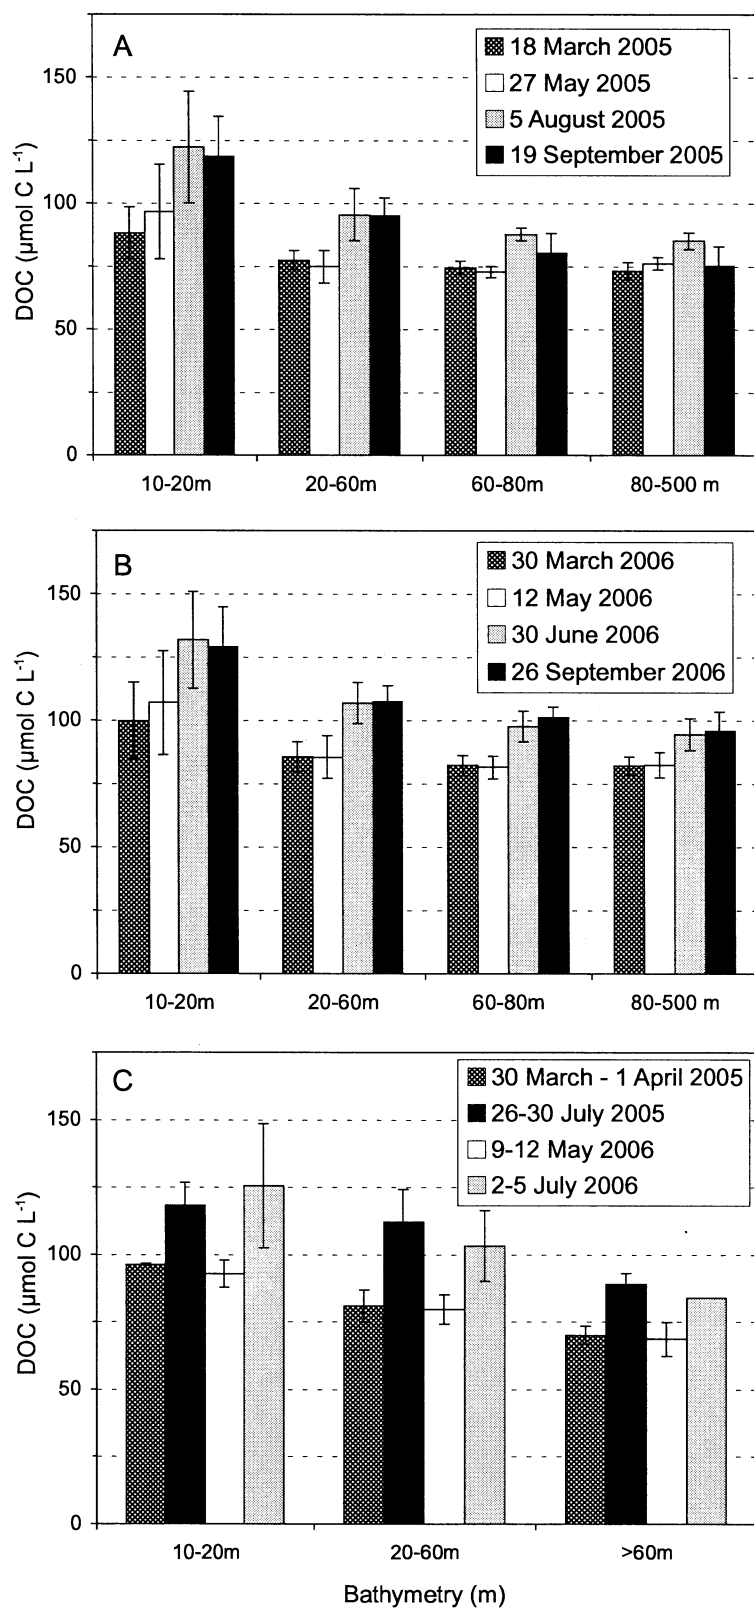 A
18 March 2005
27 May 2005
5 August 2005
19 September 2005
150
100
50
0
DOC (µmol C L⁻¹)
10-20m 20-60m 60-80m 80-500 m
B
30 March 2006
12 May 2006
30 June 2006
26 September 2006
150
100
50
0
DOC (µmol C L⁻¹)
10-20m 20-60m 60-80m 80-500 m
C
30 March - 1 April 2005
26-30 July 2005
9-12 May 2006
2-5 July 2006
150
100
50
0
DOC (µmol C L⁻¹)
10-20m 20-60m >60m
Bathymetry (m)